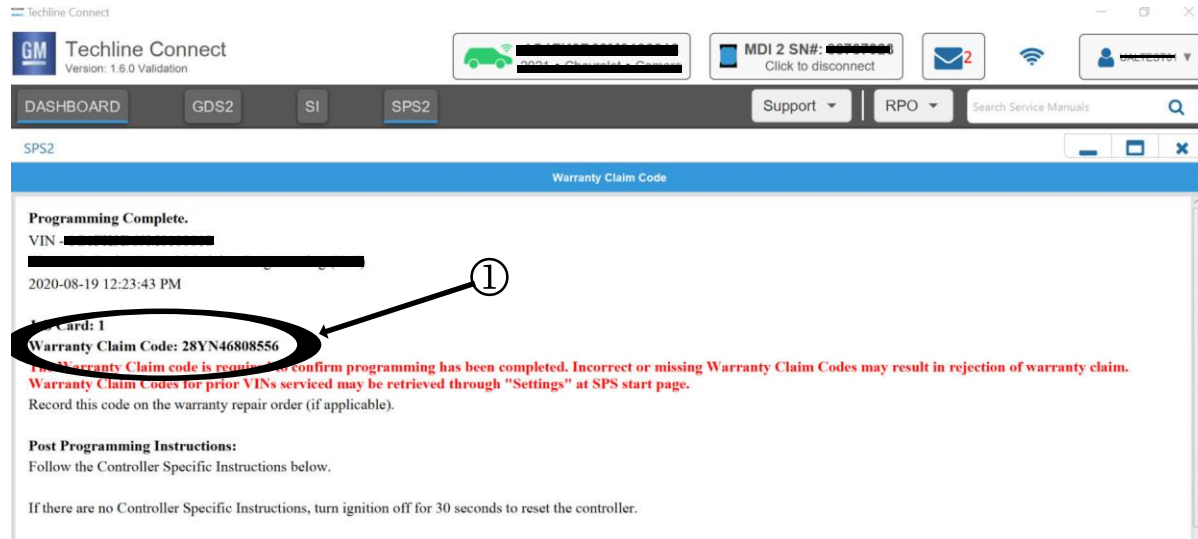 Techline Connect
GM
Techline Connect
Version: 1.6.0 Validation
2021 • Chevrolet • Camaro
MDI 2 SN#:
Click to disconnect
2
DASHBOARD GDS2 SI SPS2
Support RPO Search Service Manuals
SPS2
Warranty Claim Code
Programming Complete.
VIN -
2020-08-19 12:23:43 PM
①
Card: 1
Warranty Claim Code: 28YN46808556
The Warranty Claim code is required to confirm programming has been completed. Incorrect or missing Warranty Claim Codes may result in rejection of warranty claim.
Warranty Claim Codes for prior VINs serviced may be retrieved through "Settings" at SPS start page.
Record this code on the warranty repair order (if applicable).
Post Programming Instructions:
Follow the Controller Specific Instructions below.
If there are no Controller Specific Instructions, turn ignition off for 30 seconds to reset the controller.